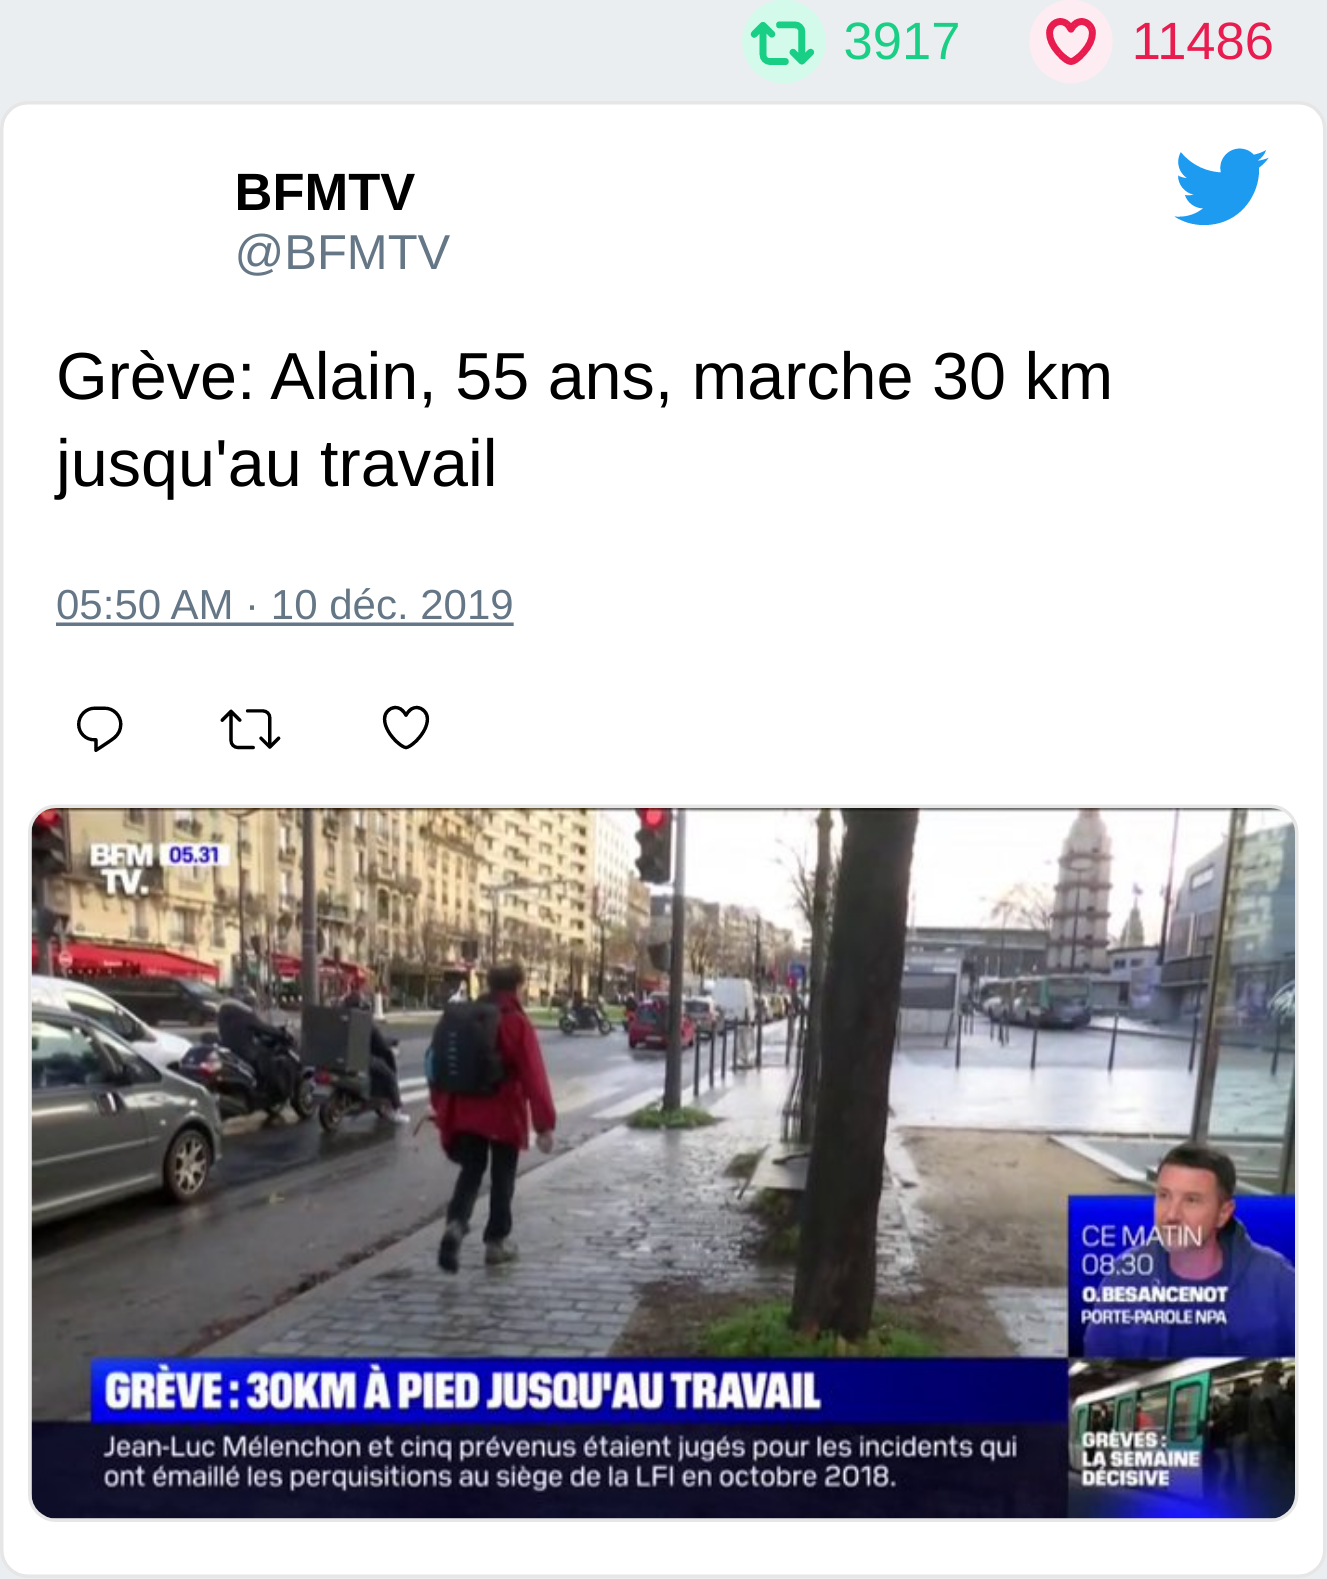 3917 11486
BFMTV
@BFMTV
Grève: Alain, 55 ans, marche 30 km
jusqu'au travail
05:50 AM · 10 déc. 2019
BFM 05.31
TV.
CE MATIN
08:30
O.BESANCENOT
PORTE-PAROLE NPA
GRÈVE : 30KM À PIED JUSQU'AU TRAVAIL
Jean-Luc Mélenchon et cinq prévenus étaient jugés pour les incidents qui
ont émaillé les perquisitions au siège de la LFI en octobre 2018.
GRÈVES :
LA SEMAINE
DÉCISIVE